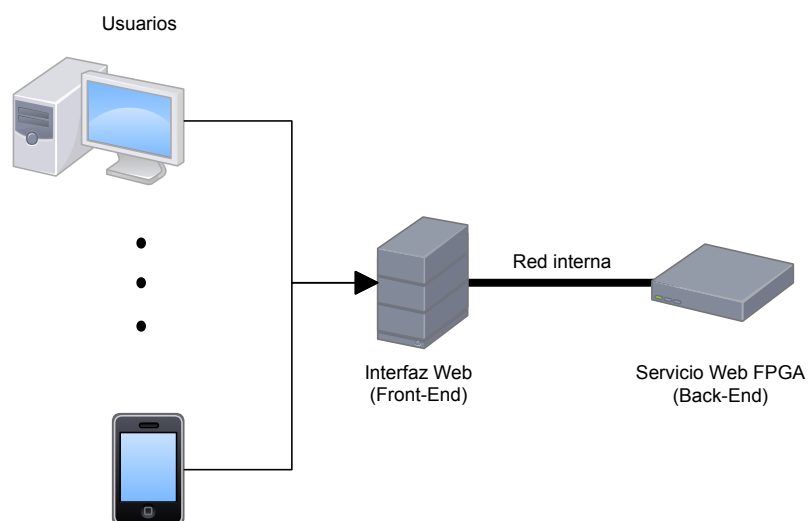 Usuarios
Red interna
Interfaz Web
(Front-End)
Servicio Web FPGA
(Back-End)